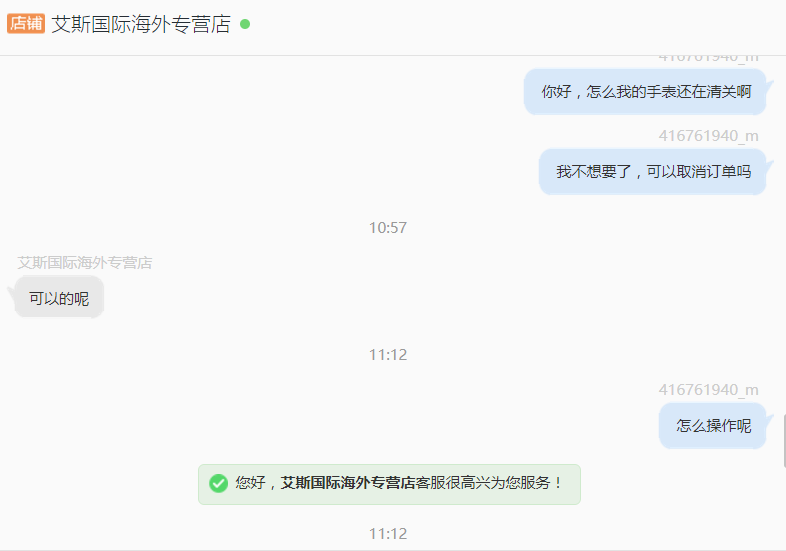 店铺 艾斯国际海外专营店
416761940_m
你好，怎么我的手表还在清关啊
416761940_m
我不想要了，可以取消订单吗
10:57
艾斯国际海外专营店
可以的呢
11:12
416761940_m
怎么操作呢
您好，艾斯国际海外专营店客服很高兴为您服务！
11:12